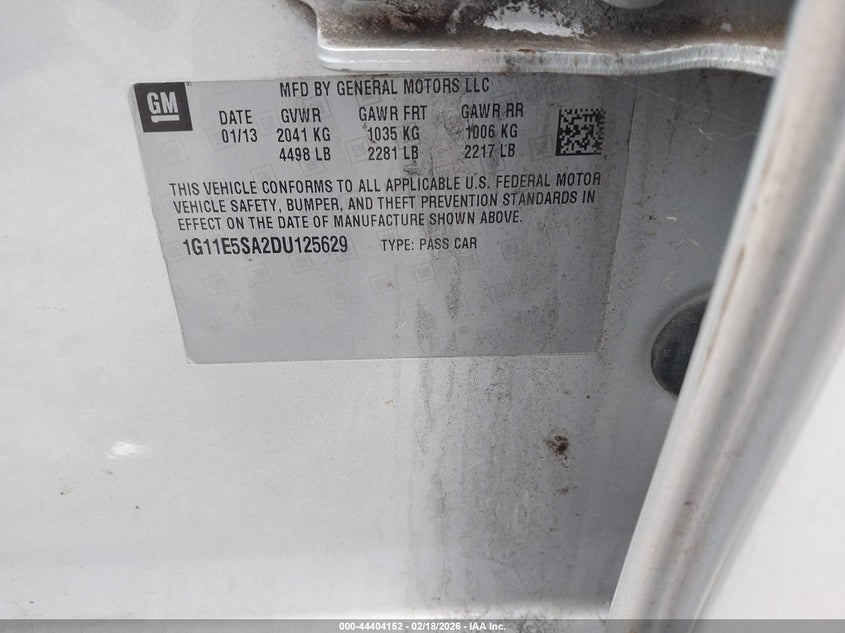 GM
MFD BY GENERAL MOTORS LLC
DATE GVWR GAWR FRT GAWR RR
01/13 2041 KG 1035 KG 1006 KG
4498 LB 2281 LB 2217 LB
THIS VEHICLE CONFORMS TO ALL APPLICABLE U.S. FEDERAL MOTOR
VEHICLE SAFETY, BUMPER, AND THEFT PREVENTION STANDARDS IN
EFFECT ON THE DATE OF MANUFACTURE SHOWN ABOVE.
1G11E5SA2DU125629 TYPE: PASS CAR
000-44404152 — 02/18/2026 — IAA Inc.